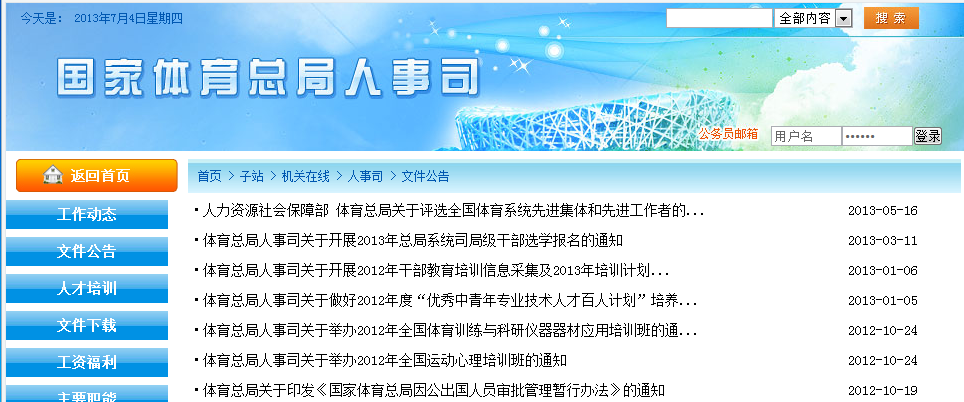 今天是： 2013年7月4日星期四
全部内容
搜 索
国家体育总局人事司
公务员邮箱 用户名 •••••• 登录
返回首页
首页 > 子站 > 机关在线 > 人事司 > 文件公告
工作动态
文件公告
人才培训
文件下载
工资福利
主要职能
· 人力资源社会保障部 体育总局关于评选全国体育系统先进集体和先进工作者的... 2013-05-16
· 体育总局人事司关于开展2013年总局系统司局级干部选学报名的通知 2013-03-11
· 体育总局人事司关于开展2012年干部教育培训信息采集及2013年培训计划... 2013-01-06
· 体育总局人事司关于做好2012年度“优秀中青年专业技术人才百人计划”培养... 2013-01-05
· 体育总局人事司关于举办2012年全国体育训练与科研仪器器材应用培训班的通... 2012-10-24
· 体育总局人事司关于举办2012年全国运动心理培训班的通知 2012-10-24
· 体育总局关于印发《国家体育总局因公出国人员审批管理暂行办法》的通知 2012-10-19